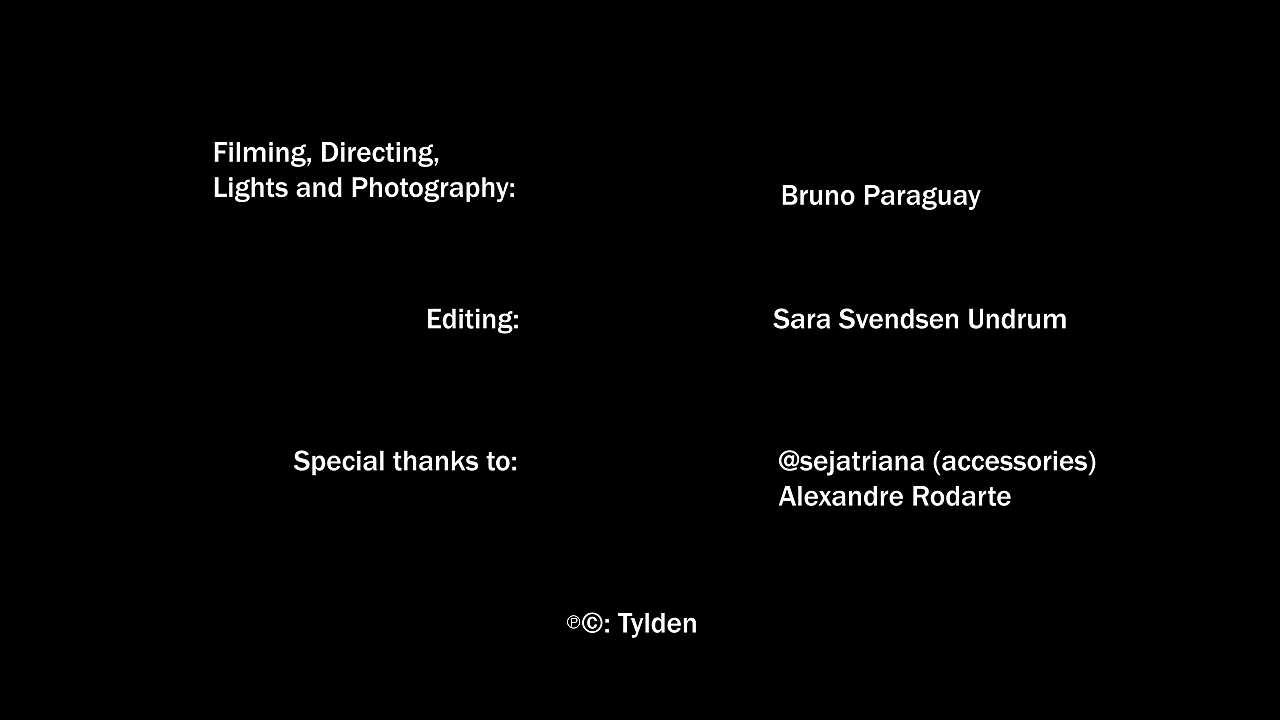 Filming, Directing,
Lights and Photography:
Bruno Paraguay
Editing:
Sara Svendsen Undrum
Special thanks to:
@sejatriana (accessories)
Alexandre Rodarte
℗©: Tylden